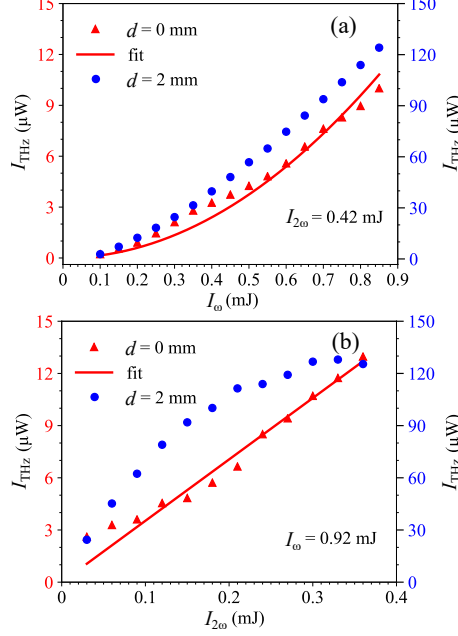 15 (a) 150
d = 0 mm
12 fit 120
d = 2 mm
9 90
I_THz (μW) I_THz (μW)
6 60
3 30
I_2ω = 0.42 mJ
0 0
0 0.1 0.2 0.3 0.4 0.5 0.6 0.7 0.8 0.9
I_ω (mJ)
15 (b) 150
d = 0 mm
12 fit 120
d = 2 mm
9 90
I_THz (μW) I_THz (μW)
6 60
3 30
I_ω = 0.92 mJ
0 0
0 0.1 0.2 0.3 0.4
I_2ω (mJ)